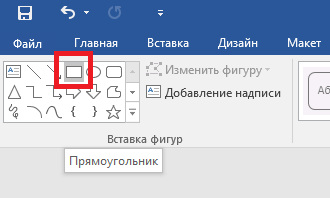 Файл Главная Вставка Дизайн Макет
Изменить фигуру
Добавление надписи
Вставка фигур
Прямоугольник